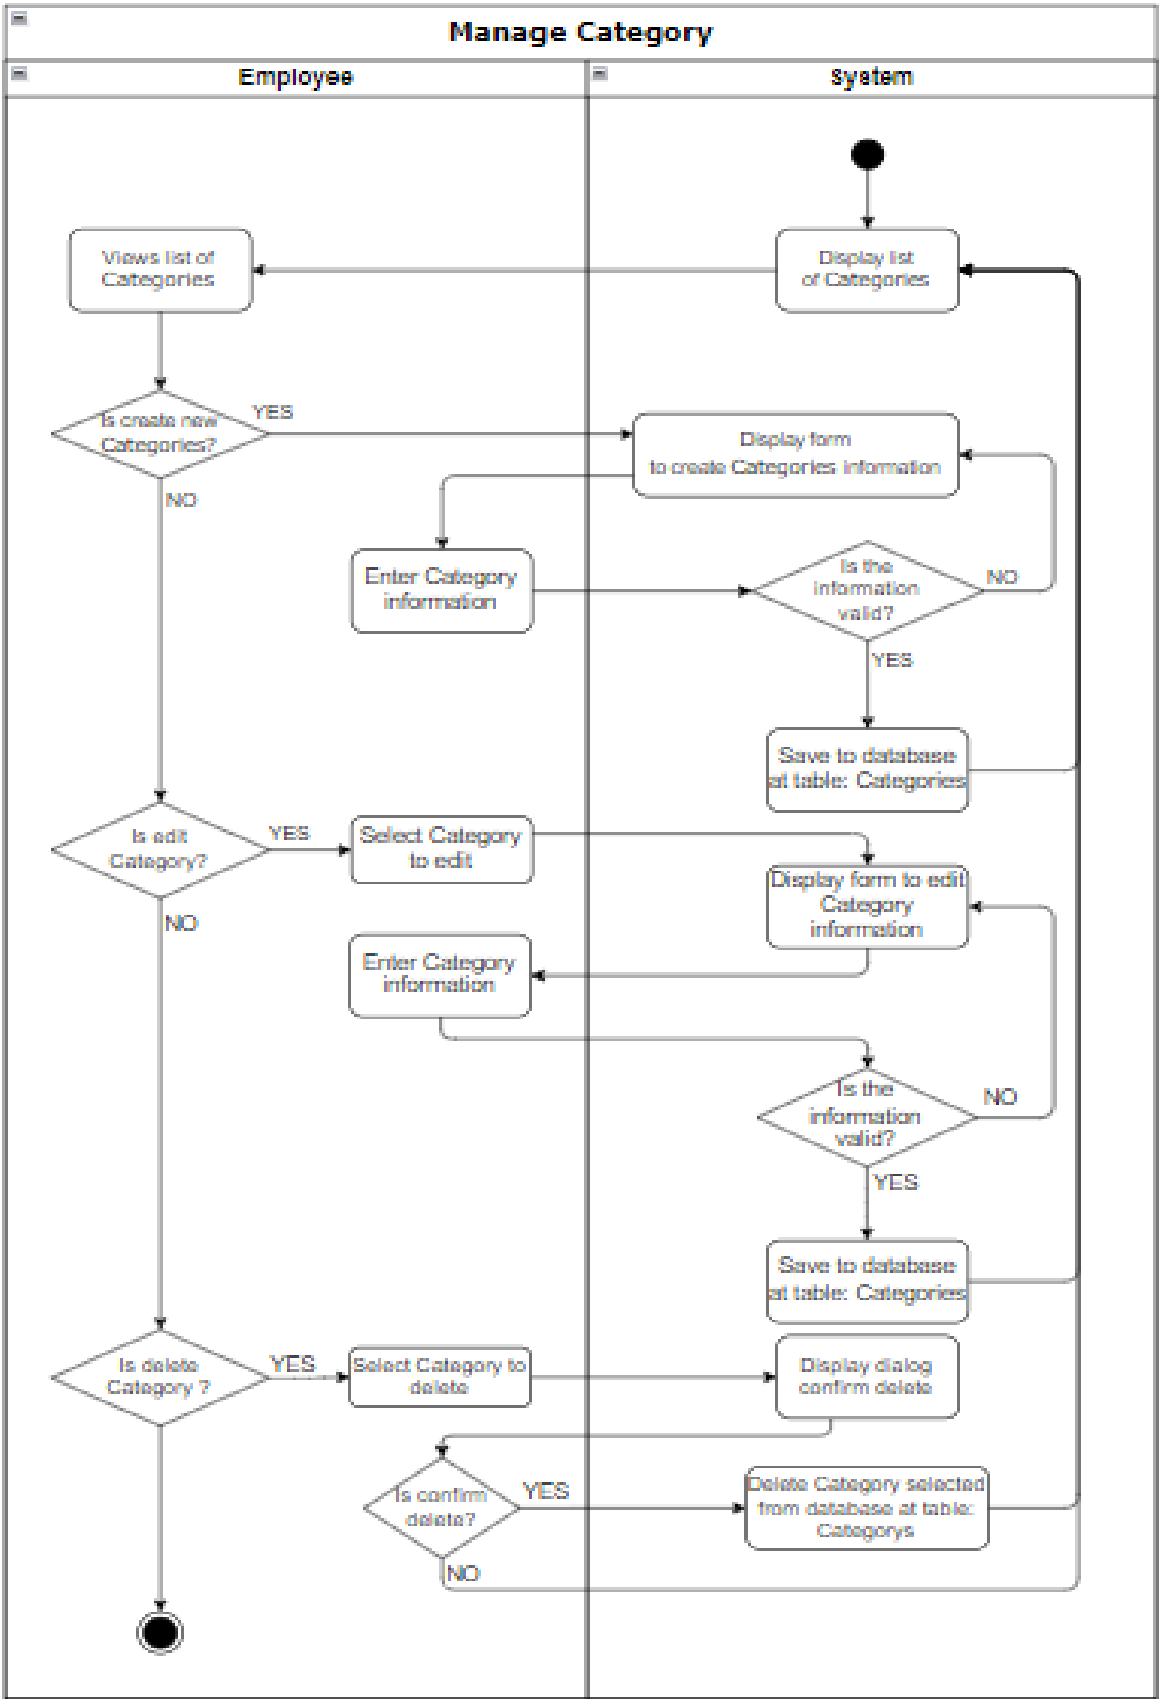 Manage Category
Employee
System
Views list of
Categories
Display list
of Categories
Is create new
Categories?
YES
NO
Display form
to create Categories information
Enter Category
information
Is the
information
valid?
NO
YES
Save to database
at table: Categories
Is edit
Category?
YES
NO
Select Category
to edit
Display form to edit
Category
information
Enter Category
information
Is the
information
valid?
NO
YES
Save to database
at table: Categories
Is delete
Category ?
YES
Select Category to
delete
Display dialog
confirm delete
Is confirm
delete?
YES
NO
Delete Category selected
from database at table:
Categorys